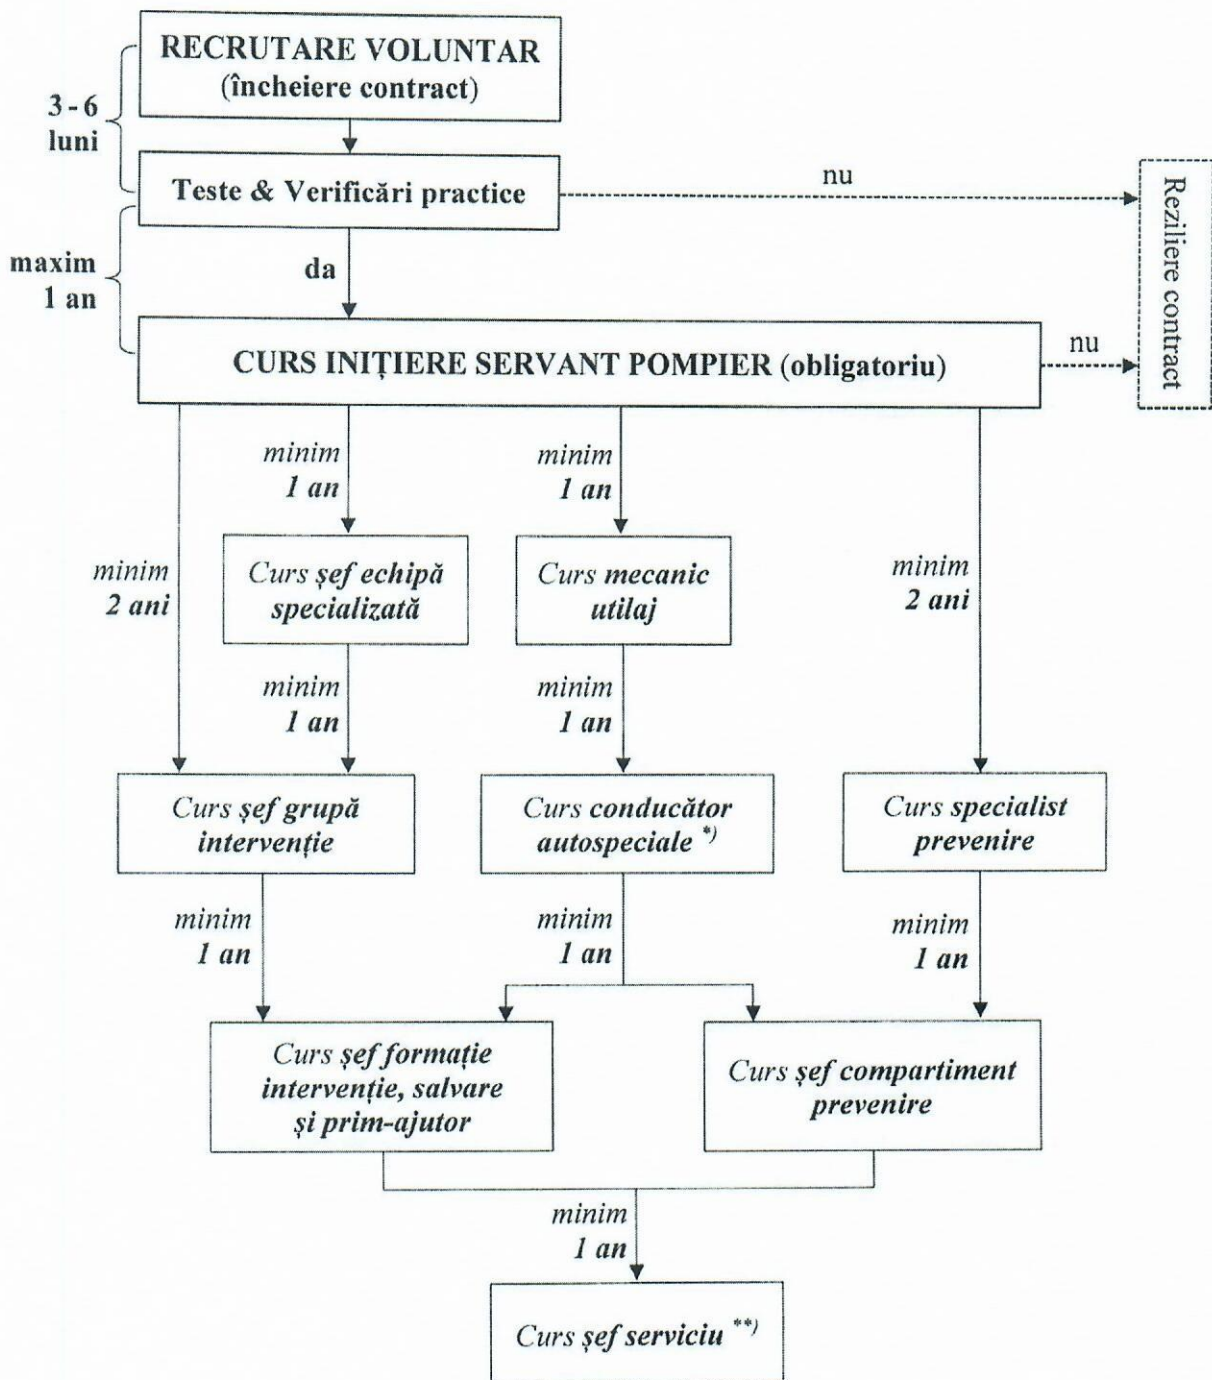 RECRUTARE VOLUNTAR
(încheiere contract)
3 - 6
luni
Teste & Verificări practice
nu
Reziliere contract
maxim
1 an
da
CURS INIȚIERE SERVANT POMPIER (obligatoriu)
nu
minim
1 an
minim
1 an
minim
2 ani
Curs șef echipă
specializată
Curs mecanic
utilaj
minim
2 ani
minim
1 an
minim
1 an
Curs șef grupă
intervenție
Curs conducător
autospeciale *)
Curs specialist
prevenire
minim
1 an
minim
1 an
minim
1 an
Curs șef formație
intervenție, salvare
și prim-ajutor
Curs șef compartiment
prevenire
minim
1 an
Curs șef serviciu **)